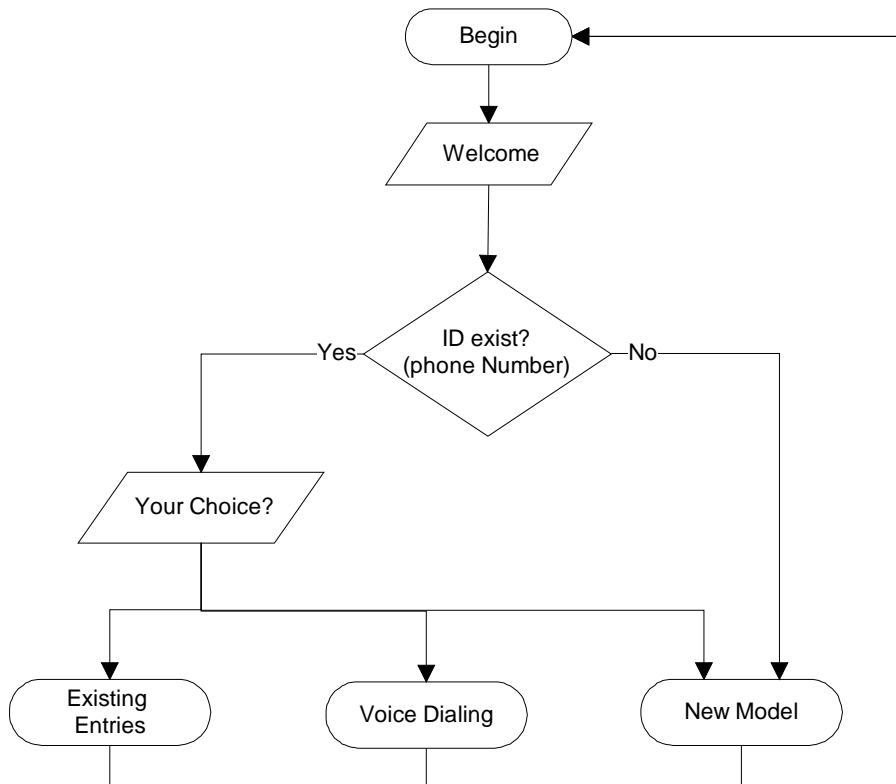 Begin
Welcome
ID exist?
(phone Number)
Yes
No
Your Choice?
Existing
Entries
Voice Dialing
New Model